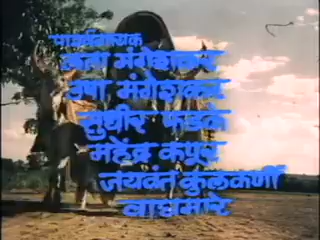 पार्श्वगायक
लता मंगेशकर
उषा मंगेशकर
सुधीर फडके
महेंद्र कपूर
जयवंत कुलकर्णी
वाघमारे